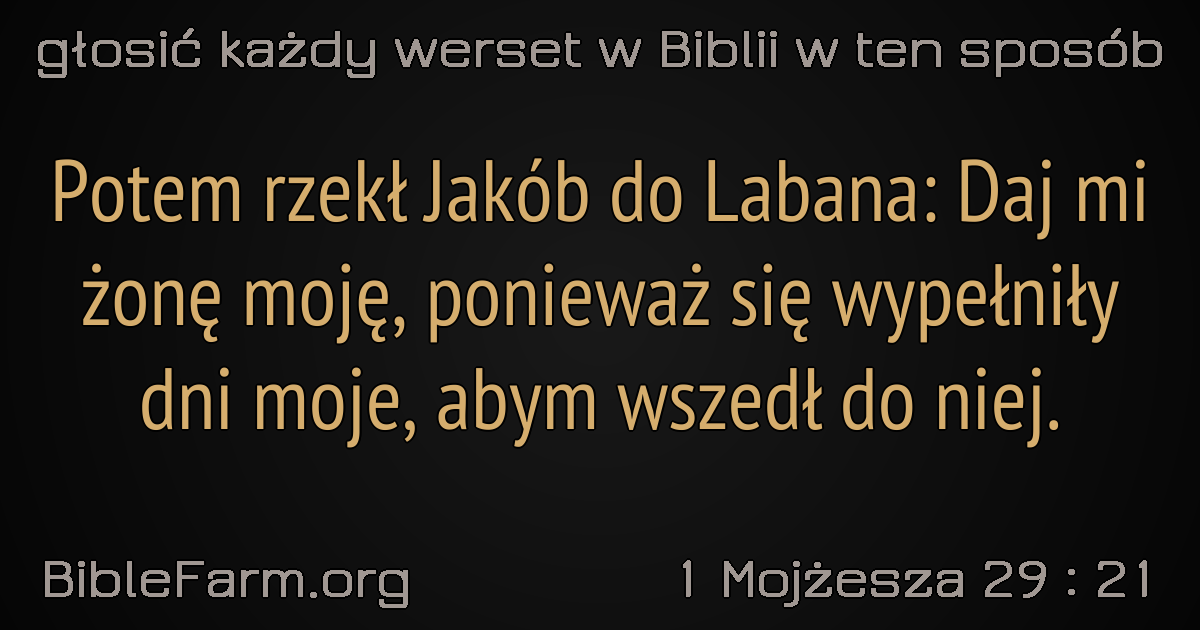 głosić każdy werset w Biblii w ten sposób
Potem rzekł Jakób do Labana: Daj mi
żonę moję, ponieważ się wypełniły
dni moje, abym wszedł do niej.
BibleFarm.org
1 Mojżesza 29 : 21